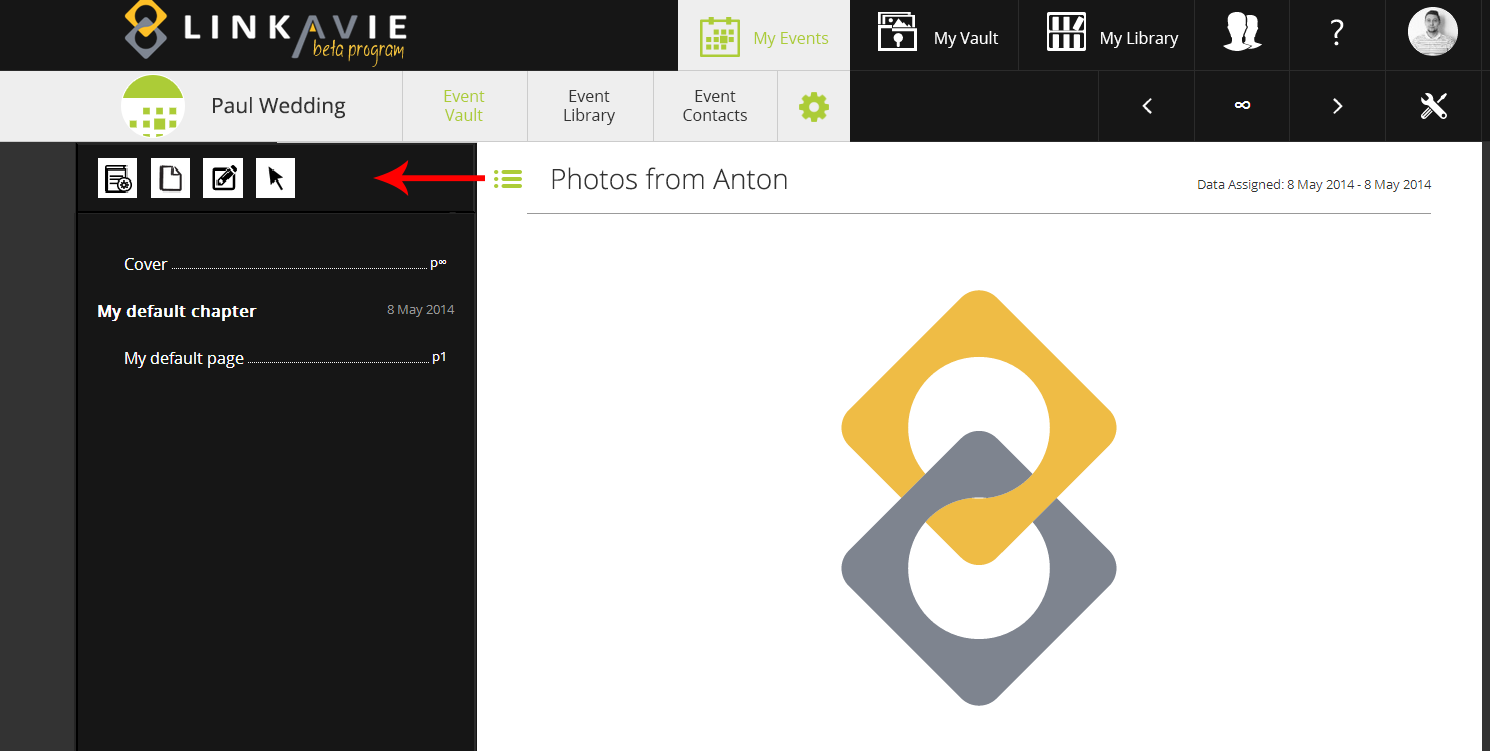 LINKAVIE
beta program
My Events
My Vault
My Library
?
Paul Wedding
Event
Vault
Event
Library
Event
Contacts
∞
Photos from Anton
Data Assigned: 8 May 2014 - 8 May 2014
Cover p∞
My default chapter 8 May 2014
My default page p1